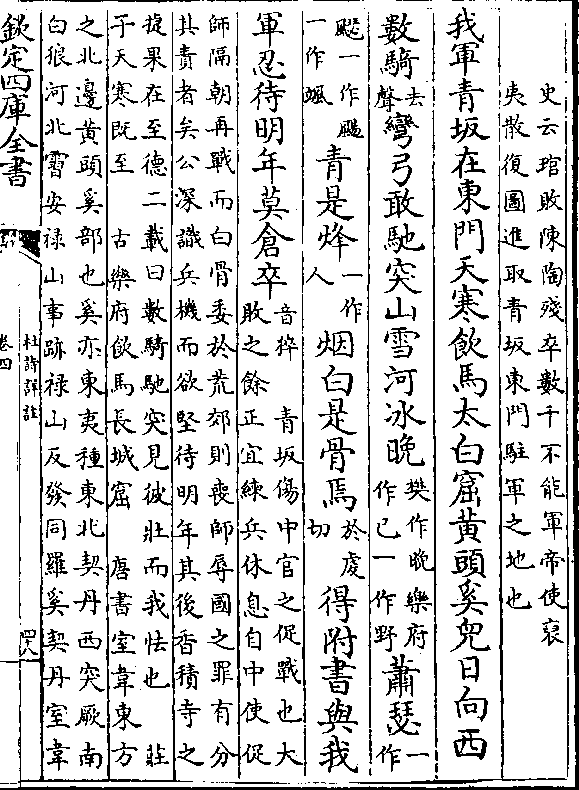 史云琯敗陳陶殘卒數千不能軍帝使裒
夷散復圖進取青坂東門駐軍之地也
我軍青坂在東門天寒飲馬太白窟黃頭奚兒日向西
數騎去聲彎弓敢馳突山雪河冰晚樊作晚作已一樂府作野蕭瑟一作
一作一作颯青是烽一作人烟白是骨焉於虔切得附書與我
軍忍待明年莫倉卒音猝 青坂傷中官之促戰也大
敗之餘正宜練兵休息自中使促
師隔朝再戰而白骨委於荒郊則喪師辱國之罪有分
其責者矣公深識兵機而欲堅待明年其後香積寺之
捷果在至德二載曰數騎馳突見彼壯而我怯也 莊
子天寒既至 古樂府飲馬長城窟 唐書室韋東方
之北邊黃頭奚部也奚亦東夷種東北契丹西突厥南
白狼河北霫安祿山事跡祿山反發同羅奚契丹室韋
欽定四庫全書
杜詩詳註
卷四